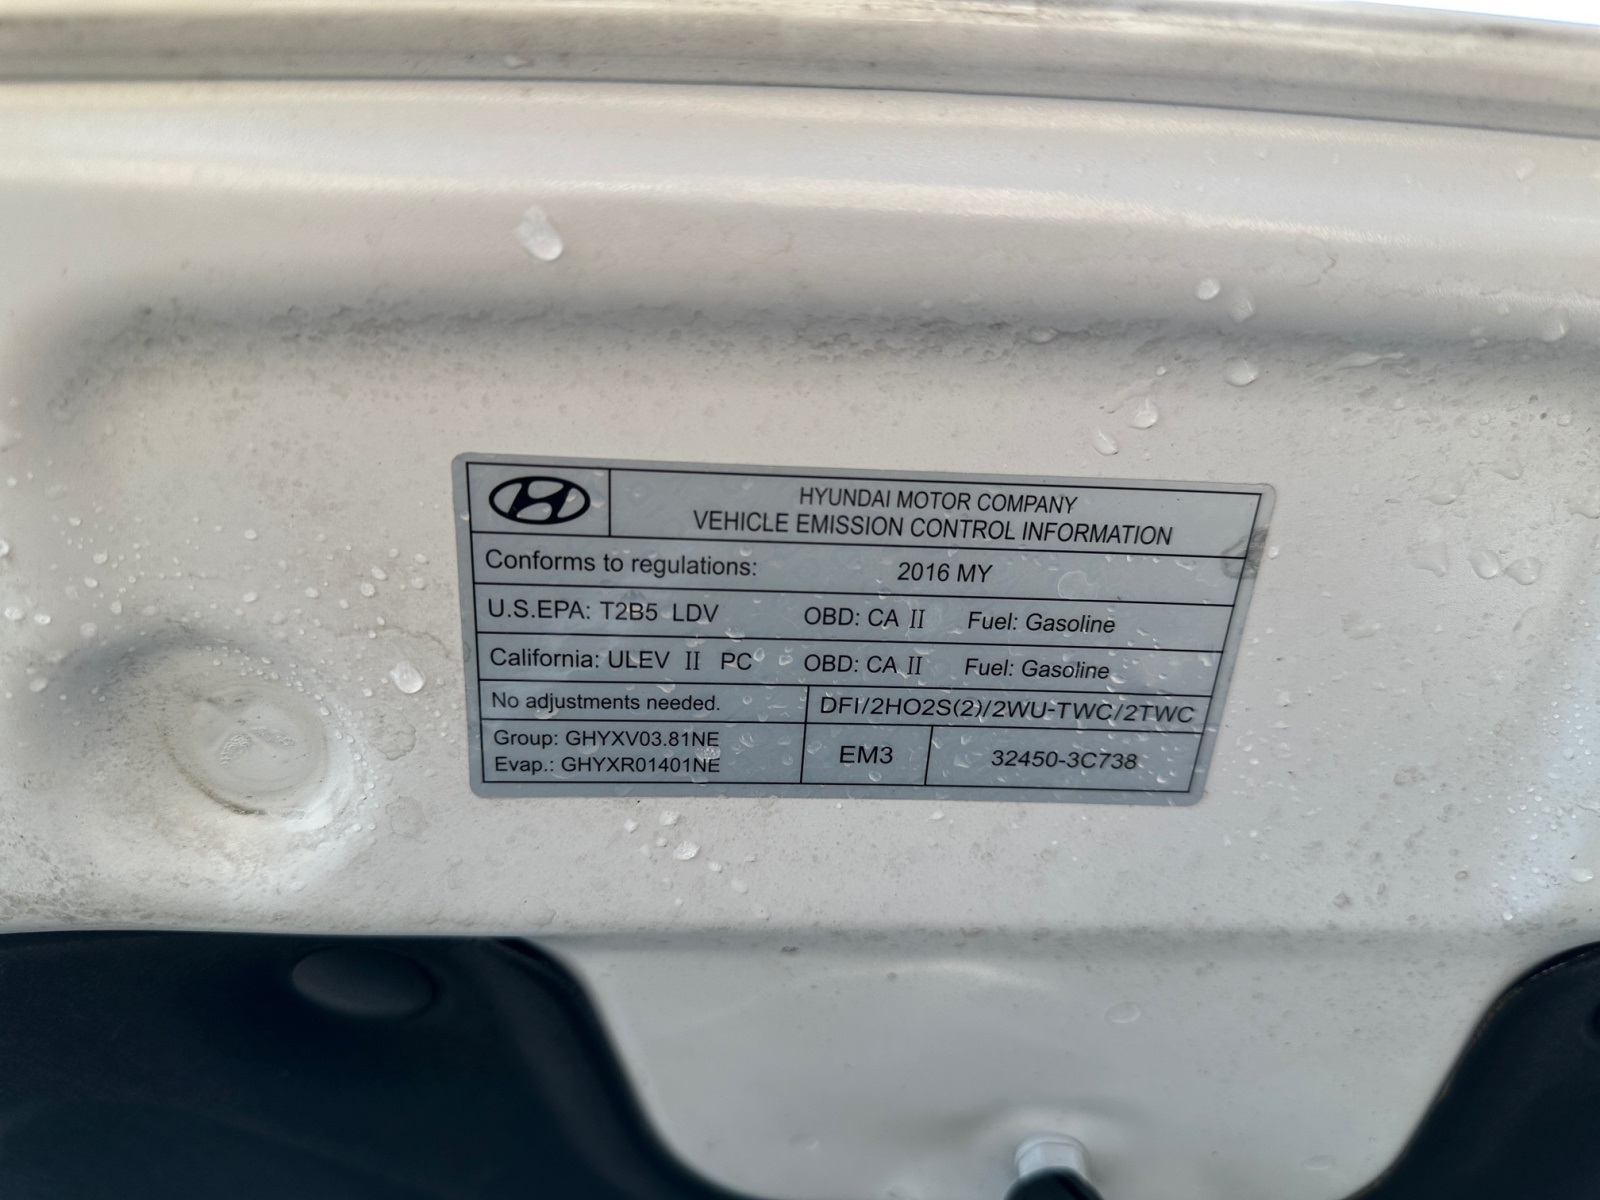 HYUNDAI MOTOR COMPANY
VEHICLE EMISSION CONTROL INFORMATION
Conforms to regulations: 2016 MY
U.S.EPA: T2B5 LDV OBD: CA II Fuel: Gasoline
California: ULEV II PC OBD: CA II Fuel: Gasoline
No adjustments needed. DFI/2HO2S(2)/2WU-TWC/2TWC
Group: GHYXV03.81NE
Evap.: GHYXR01401NE
EM3
32450-3C738